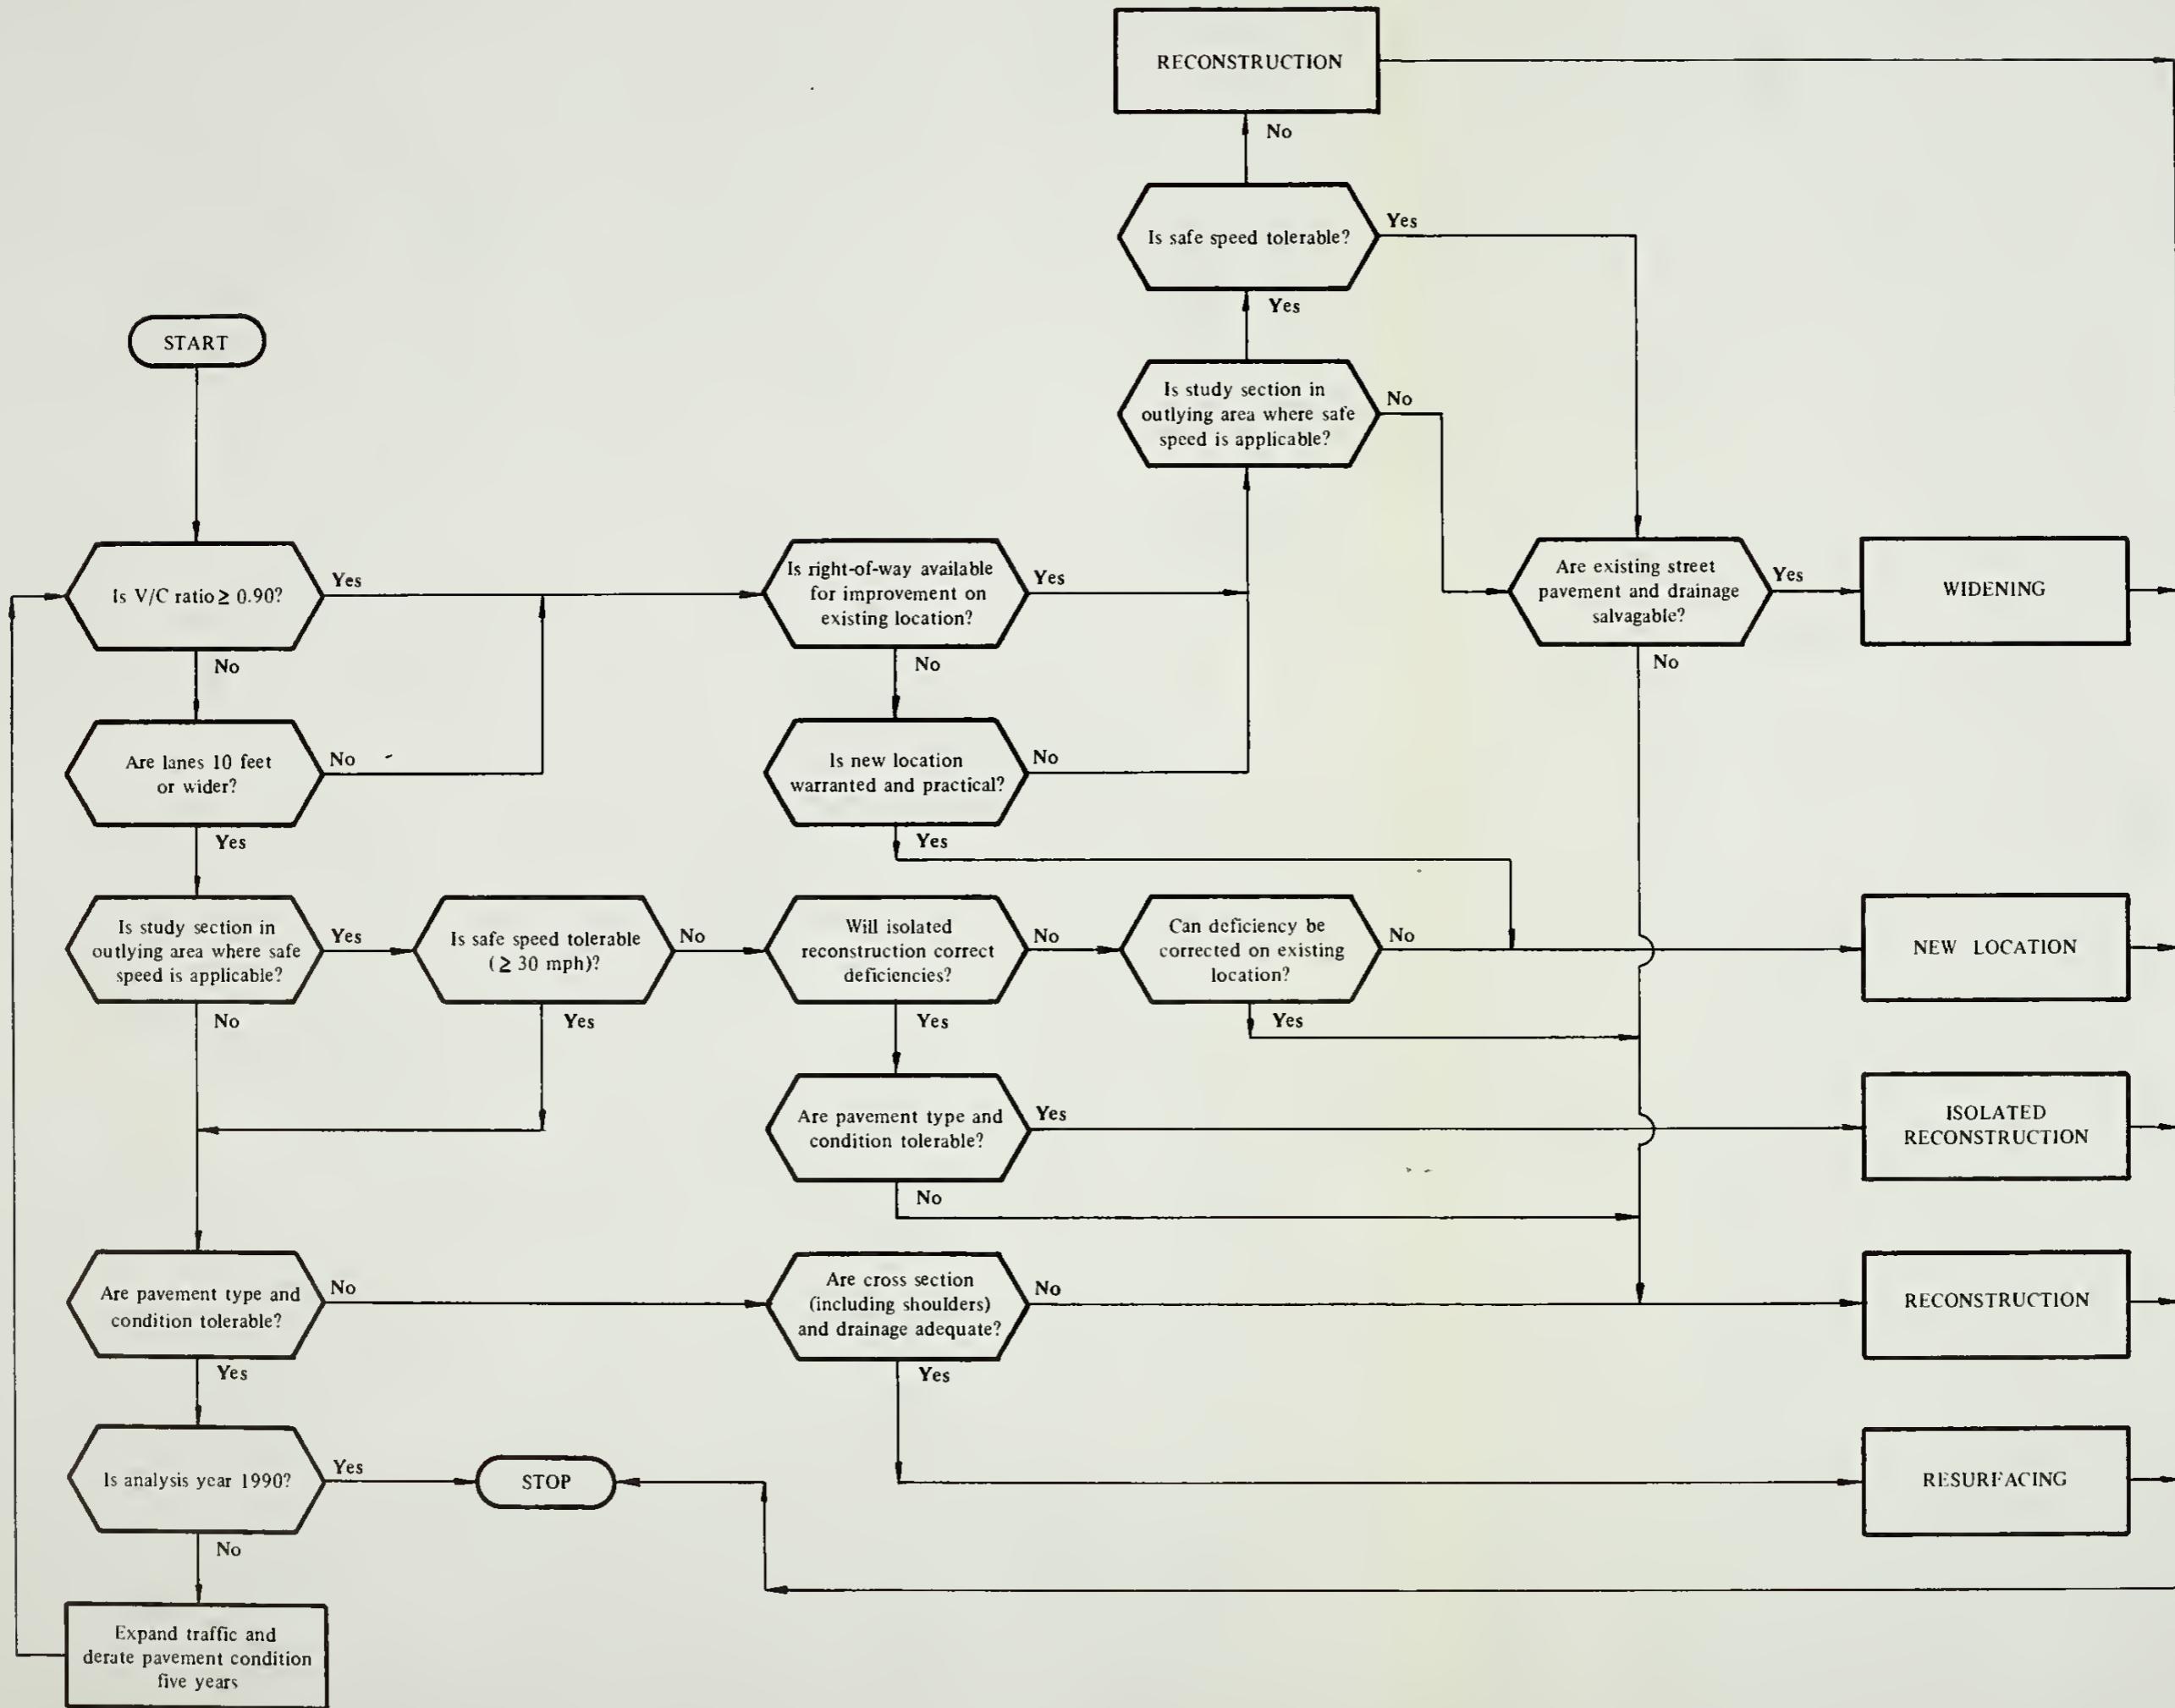 RECONSTRUCTION
No
Is safe speed tolerable?
Yes
Yes
START
Is study section in
outlying area where safe
speed is applicable?
No
Is V/C ratio ≥ 0.90?
Yes
No
Is right-of-way available
for improvement on
existing location?
Yes
No
Are existing street
pavement and drainage
salvagable?
Yes
No
WIDENING
Are lanes 10 feet
or wider?
No
Yes
Is new location
warranted and practical?
No
Yes
Is study section in
outlying area where safe
speed is applicable?
Yes
No
Is safe speed tolerable
(≥ 30 mph)?
No
Yes
Will isolated
reconstruction correct
deficiencies?
No
Yes
Can deficiency be
corrected on existing
location?
No
Yes
NEW LOCATION
Are pavement type and
condition tolerable?
Yes
No
ISOLATED
RECONSTRUCTION
Are pavement type and
condition tolerable?
No
Yes
Are cross section
(including shoulders)
and drainage adequate?
No
Yes
RECONSTRUCTION
Is analysis year 1990?
Yes
No
STOP
RESURFACING
Expand traffic and
derate pavement condition
five years